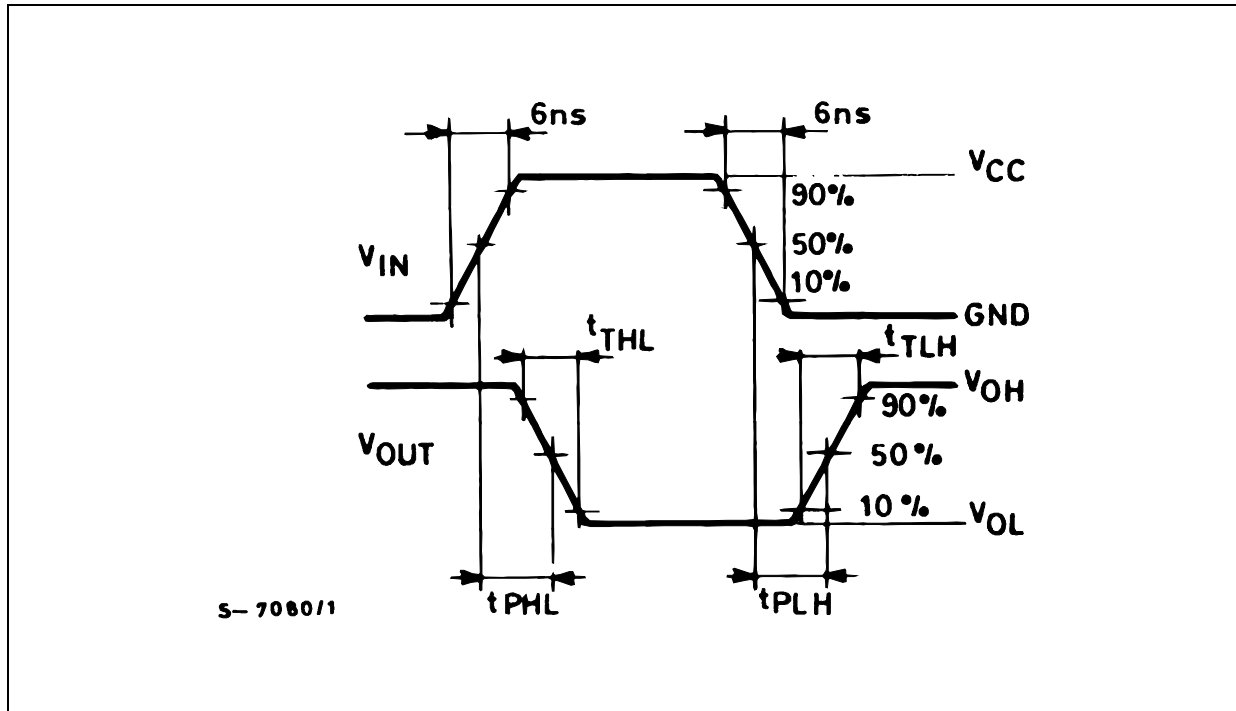 6ns
6ns
VCC
90%
50%
10%
VIN
GND
tTHL
tTLH
VOH
90%
VOUT
50%
10%
VOL
tPHL
tPLH
S-7080/1